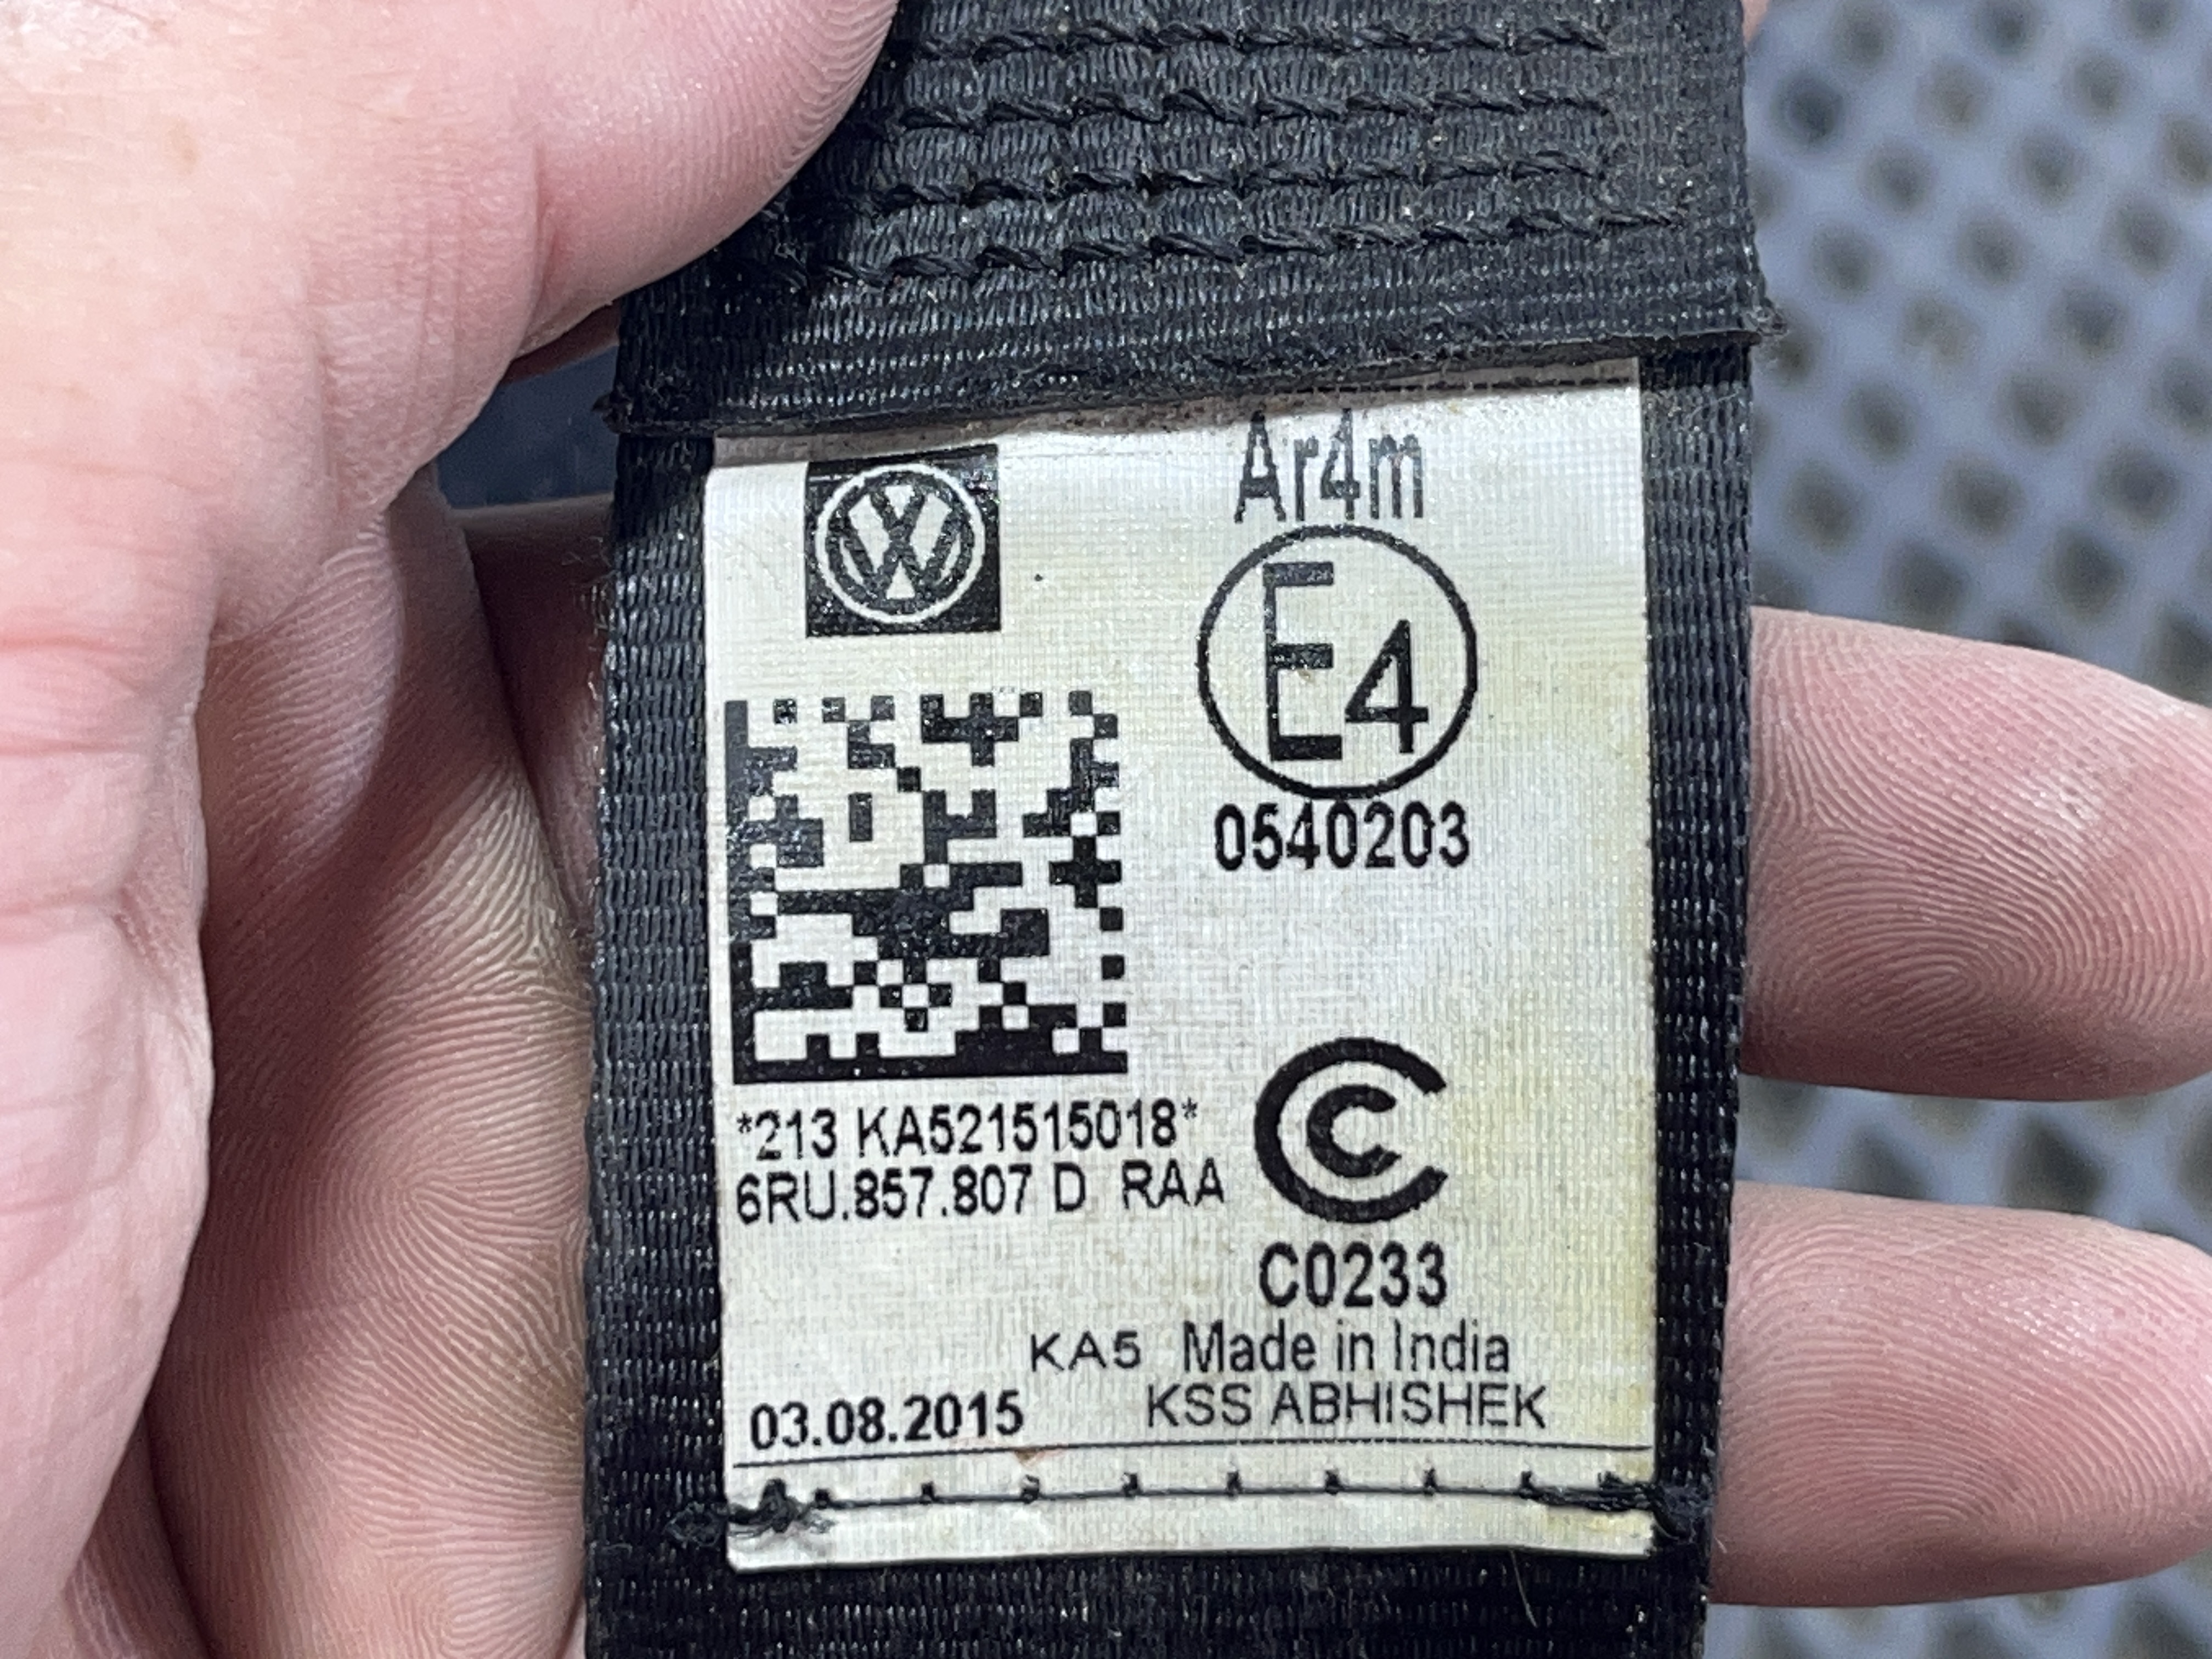 Ar4m
E4
0540203
*213 KA521515018*
6RU.857.807 D RAA
C0233
KA5 Made in India
03.08.2015 KSS ABHISHEK